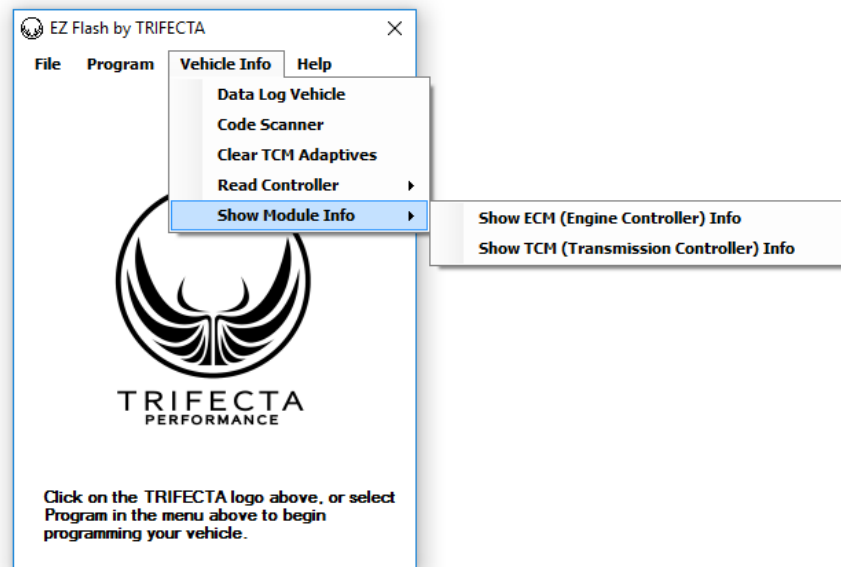 EZ Flash by TRIFECTA
File Program Vehicle Info Help
Data Log Vehicle
Code Scanner
Clear TCM Adaptives
Read Controller
Show Module Info
Show ECM (Engine Controller) Info
Show TCM (Transmission Controller) Info
TRIFECTA
PERFORMANCE
Click on the TRIFECTA logo above, or select
Program in the menu above to begin
programming your vehicle.